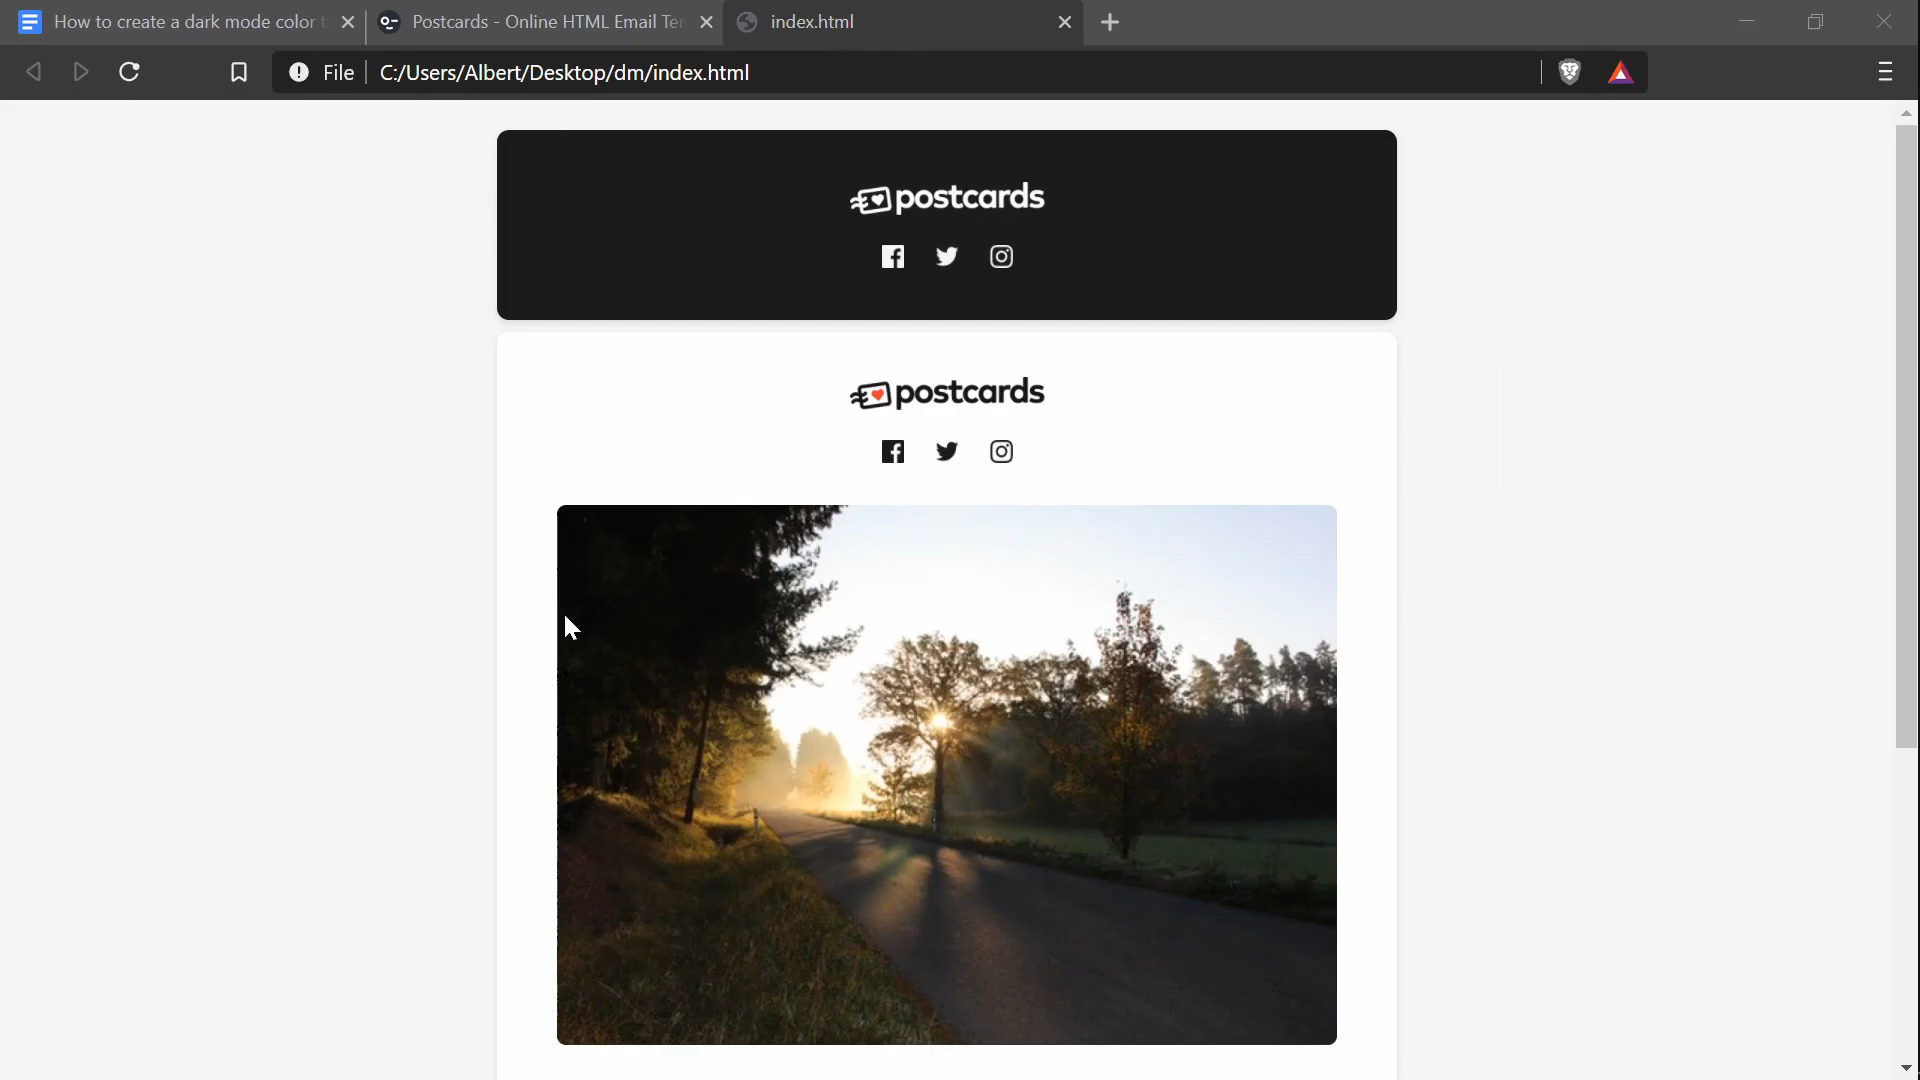 How to create a dark mode color
Postcards - Online HTML Email Ten
index.html
File
C:/Users/Albert/Desktop/dm/index.html
postcards
postcards